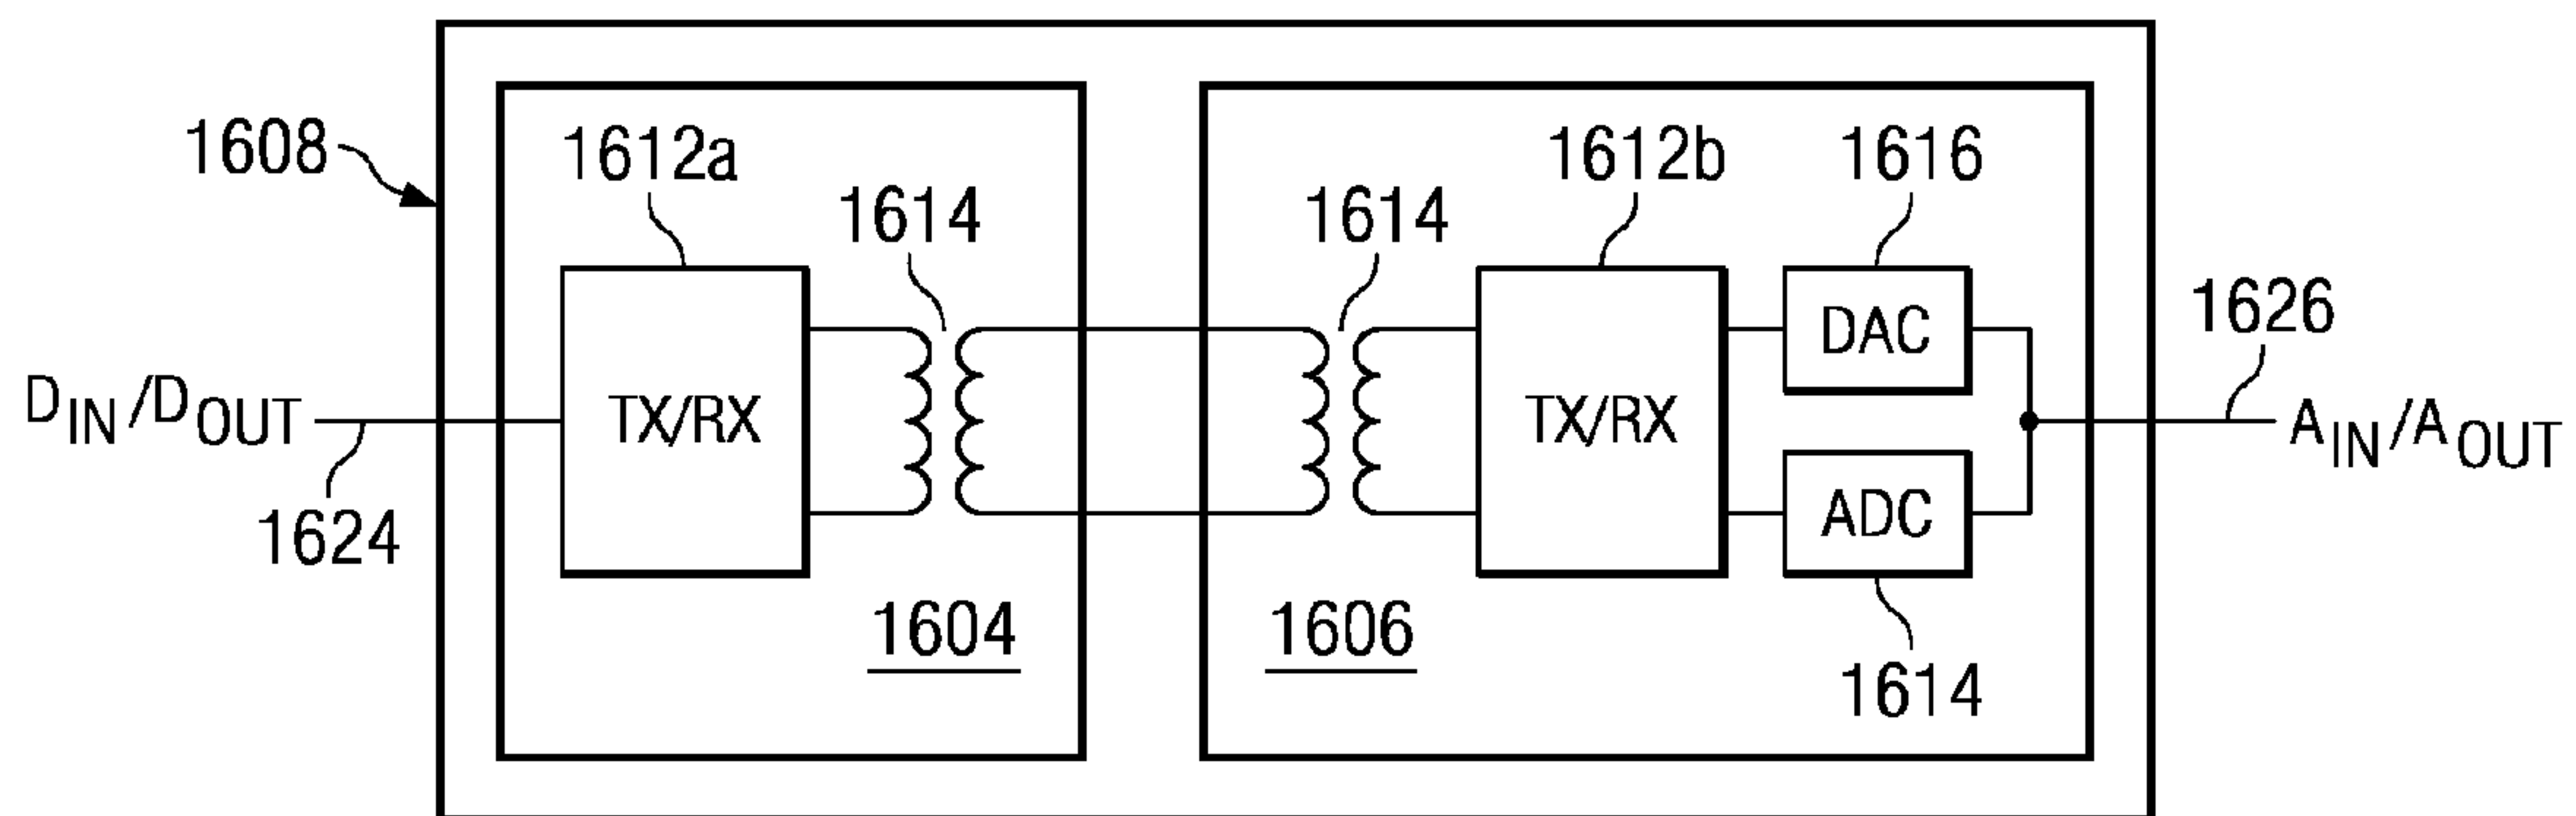 1608
1612a
1614
1614
1612b
1616
1626
DIN/DOUT
TX/RX
TX/RX
DAC
ADC
AIN/AOUT
1624
1604
1606
1614